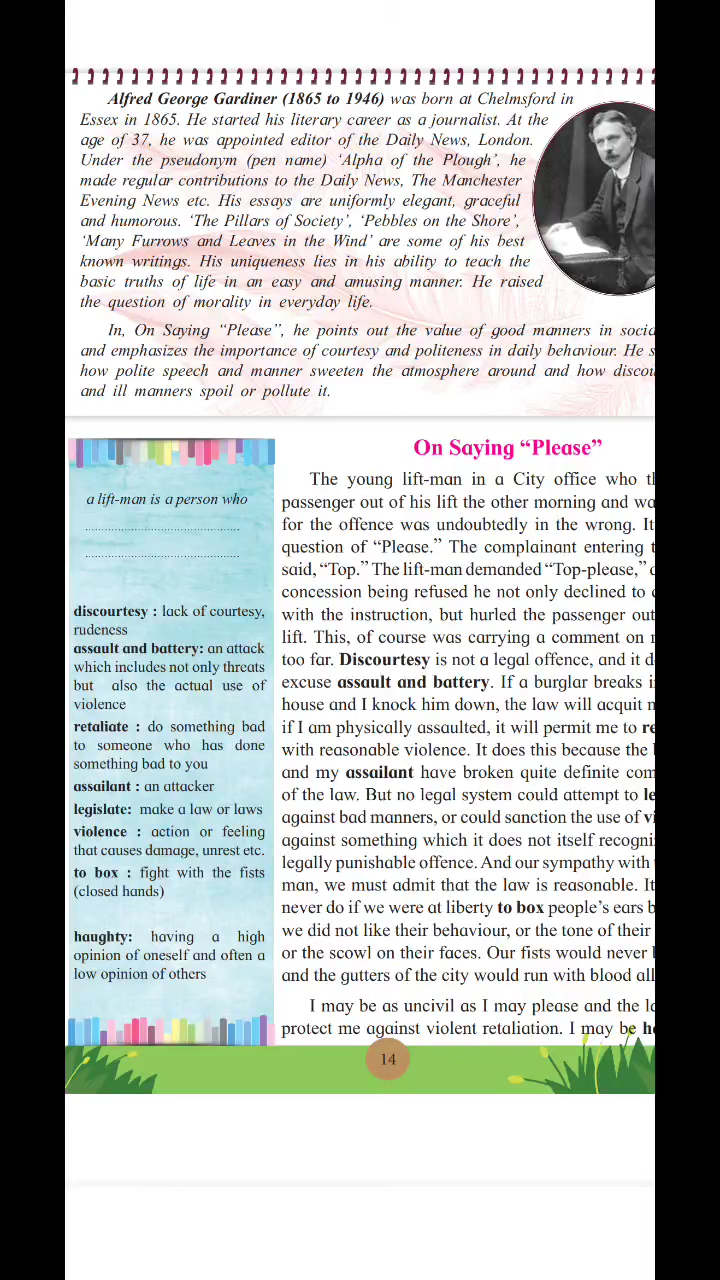 Alfred George Gardiner (1865 to 1946) was born at Chelmsford in
Essex in 1865. He started his literary career as a journalist. At the
age of 37, he was appointed editor of the Daily News, London.
Under the pseudonym (pen name) ‘Alpha of the Plough’, he
made regular contributions to the Daily News, The Manchester
Evening News etc. His essays are uniformly elegant, graceful
and humorous. ‘The Pillars of Society’, ‘Pebbles on the Shore’,
‘Many Furrows and Leaves in the Wind’ are some of his best
known writings. His uniqueness lies in his ability to teach the
basic truths of life in an easy and amusing manner. He raised
the question of morality in everyday life.
In, On Saying “Please”, he points out the value of good manners in
and emphasizes the importance of courtesy and politeness in daily behaviour. He
how polite speech and manner sweeten the atmosphere around and how
and ill manners spoil or pollute it.
a lift-man is a person who
discourtesy : lack of courtesy,
rudeness
assault and battery: an attack
which includes not only threats
but also the actual use of
violence
retaliate : do something bad
to someone who has done
something bad to you
assailant : an attacker
legislate: make a law or laws
violence : action or feeling
that causes damage, unrest etc.
to box : fight with the fists
(closed hands)
haughty: having a high
opinion of oneself and often a
low opinion of others
On Saying “Please”
The young lift-man in a City office who
passenger out of his lift the other morning and
for the offence was undoubtedly in the wrong. It
question of “Please.” The complainant entering
said, “Top.” The lift-man demanded “Top-please,”
concession being refused he not only declined to
with the instruction, but hurled the passenger out
lift. This, of course was carrying a comment on
too far. Discourtesy is not a legal offence, and it
excuse assault and battery. If a burglar breaks
house and I knock him down, the law will acquit
if I am physically assaulted, it will permit me to
with reasonable violence. It does this because the
and my assailant have broken quite definite
of the law. But no legal system could attempt to
against bad manners, or could sanction the use of
against something which it does not itself
legally punishable offence. And our sympathy with
man, we must admit that the law is reasonable. It
never do if we were at liberty to box people’s ears
we did not like their behaviour, or the tone of their
or the scowl on their faces. Our fists would never
and the gutters of the city would run with blood all
I may be as uncivil as I may please and the
protect me against violent retaliation. I may be
14